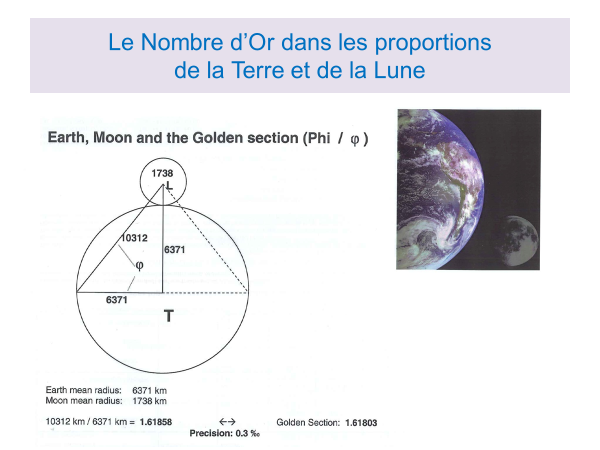 Le Nombre d’Or dans les proportions
de la Terre et de la Lune
Earth, Moon and the Golden section (Phi / φ )
1738
L
10312
6371
φ
6371
T
Earth mean radius: 6371 km
Moon mean radius: 1738 km
10312 km / 6371 km = 1.61858 <-> Golden Section: 1.61803
Precision: 0.3 ‰